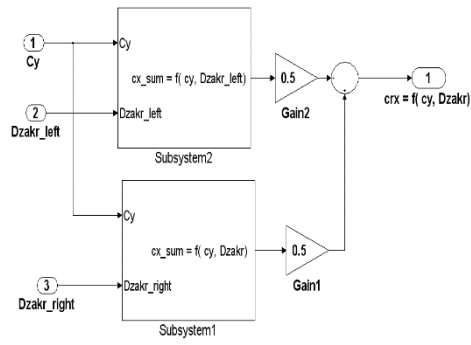 1
Cy
2
Dzakr_left
Cy
cx_sum = f( cy, Dzakr_left)
Dzakr_left
Subsystem2
0.5
Gain2
1
crx = f( cy, Dzakr)
3
Dzakr_right
Cy
cx_sum = f( cy, Dzakr)
Dzakr_right
Subsystem1
0.5
Gain1